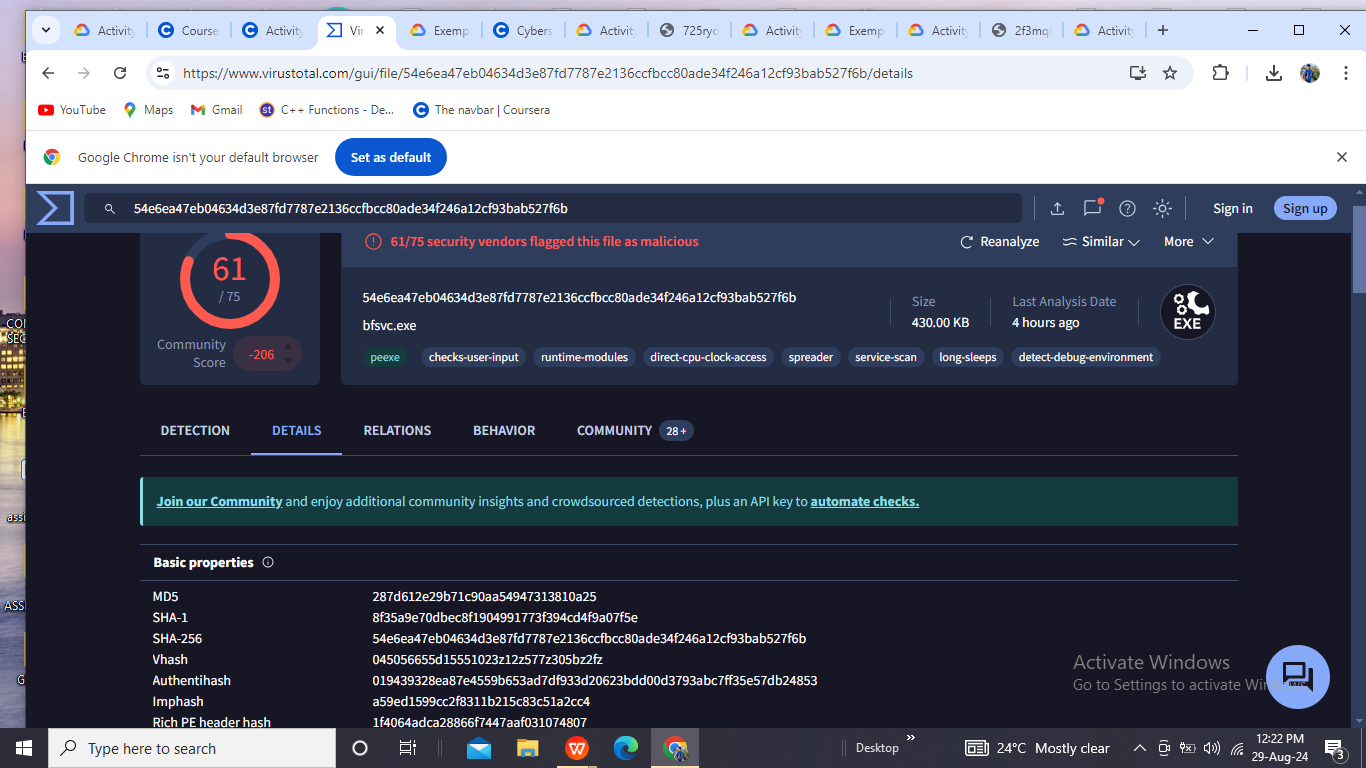 Activity
Course
Activity
Vir
Exemp
Cybers
Activity
725ryc
Activity
Exemp
Activity
2f3mq
Activity
https://www.virustotal.com/gui/file/54e6ea47eb04634d3e87fd7787e2136ccfbcc80ade34f246a12cf93bab527f6b/details
YouTube
Maps
Gmail
C++ Functions - De...
The navbar | Coursera
Google Chrome isn't your default browser
Set as default
54e6ea47eb04634d3e87fd7787e2136ccfbcc80ade34f246a12cf93bab527f6b
Sign in
Sign up
61
/ 75
Community
Score
-206
61/75 security vendors flagged this file as malicious
Reanalyze
Similar
More
54e6ea47eb04634d3e87fd7787e2136ccfbcc80ade34f246a12cf93bab527f6b
bfsvc.exe
Size
430.00 KB
Last Analysis Date
4 hours ago
EXE
peexe
checks-user-input
runtime-modules
direct-cpu-clock-access
spreader
service-scan
long-sleeps
detect-debug-environment
DETECTION
DETAILS
RELATIONS
BEHAVIOR
COMMUNITY
28+
Join our Community and enjoy additional community insights and crowdsourced detections, plus an API key to automate checks.
Basic properties
MD5 287d612e29b71c90aa54947313810a25
SHA-1 8f35a9e70dbec8f1904991773f394cd4f9a07f5e
SHA-256 54e6ea47eb04634d3e87fd7787e2136ccfbcc80ade34f246a12cf93bab527f6b
Vhash 045056655d15551023z12z577z305bz2fz
Authentihash 019439328ea87e4559b653ad7df933d20623bdd00d3793abc7ff35e57db24853
Imphash a59ed1599cc2f8311b215c83c51a2cc4
Rich PE header hash 1f4064adca28866f7447aaf031074807
Activate Windows
Go to Settings to activate Windows.
Type here to search
Desktop
24°C Mostly clear
12:22 PM
29-Aug-24
3